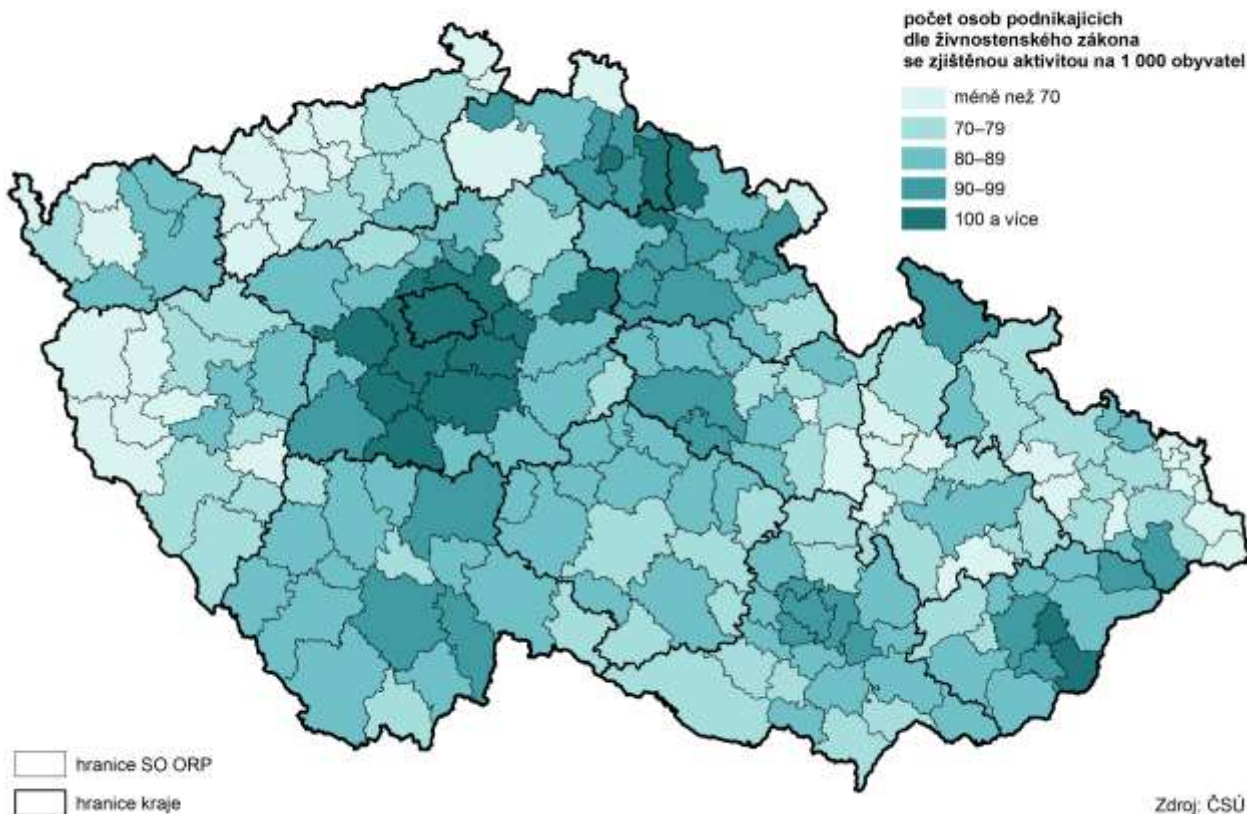 počet osob podnikajicich
dle živnostenského zákona
se zjištěnou aktivitou na 1 000 obyvatel
méně než 70
70–79
80–89
90–99
100 a více
hranice SO ORP
hranice kraje
Zdroj: ČSÚ